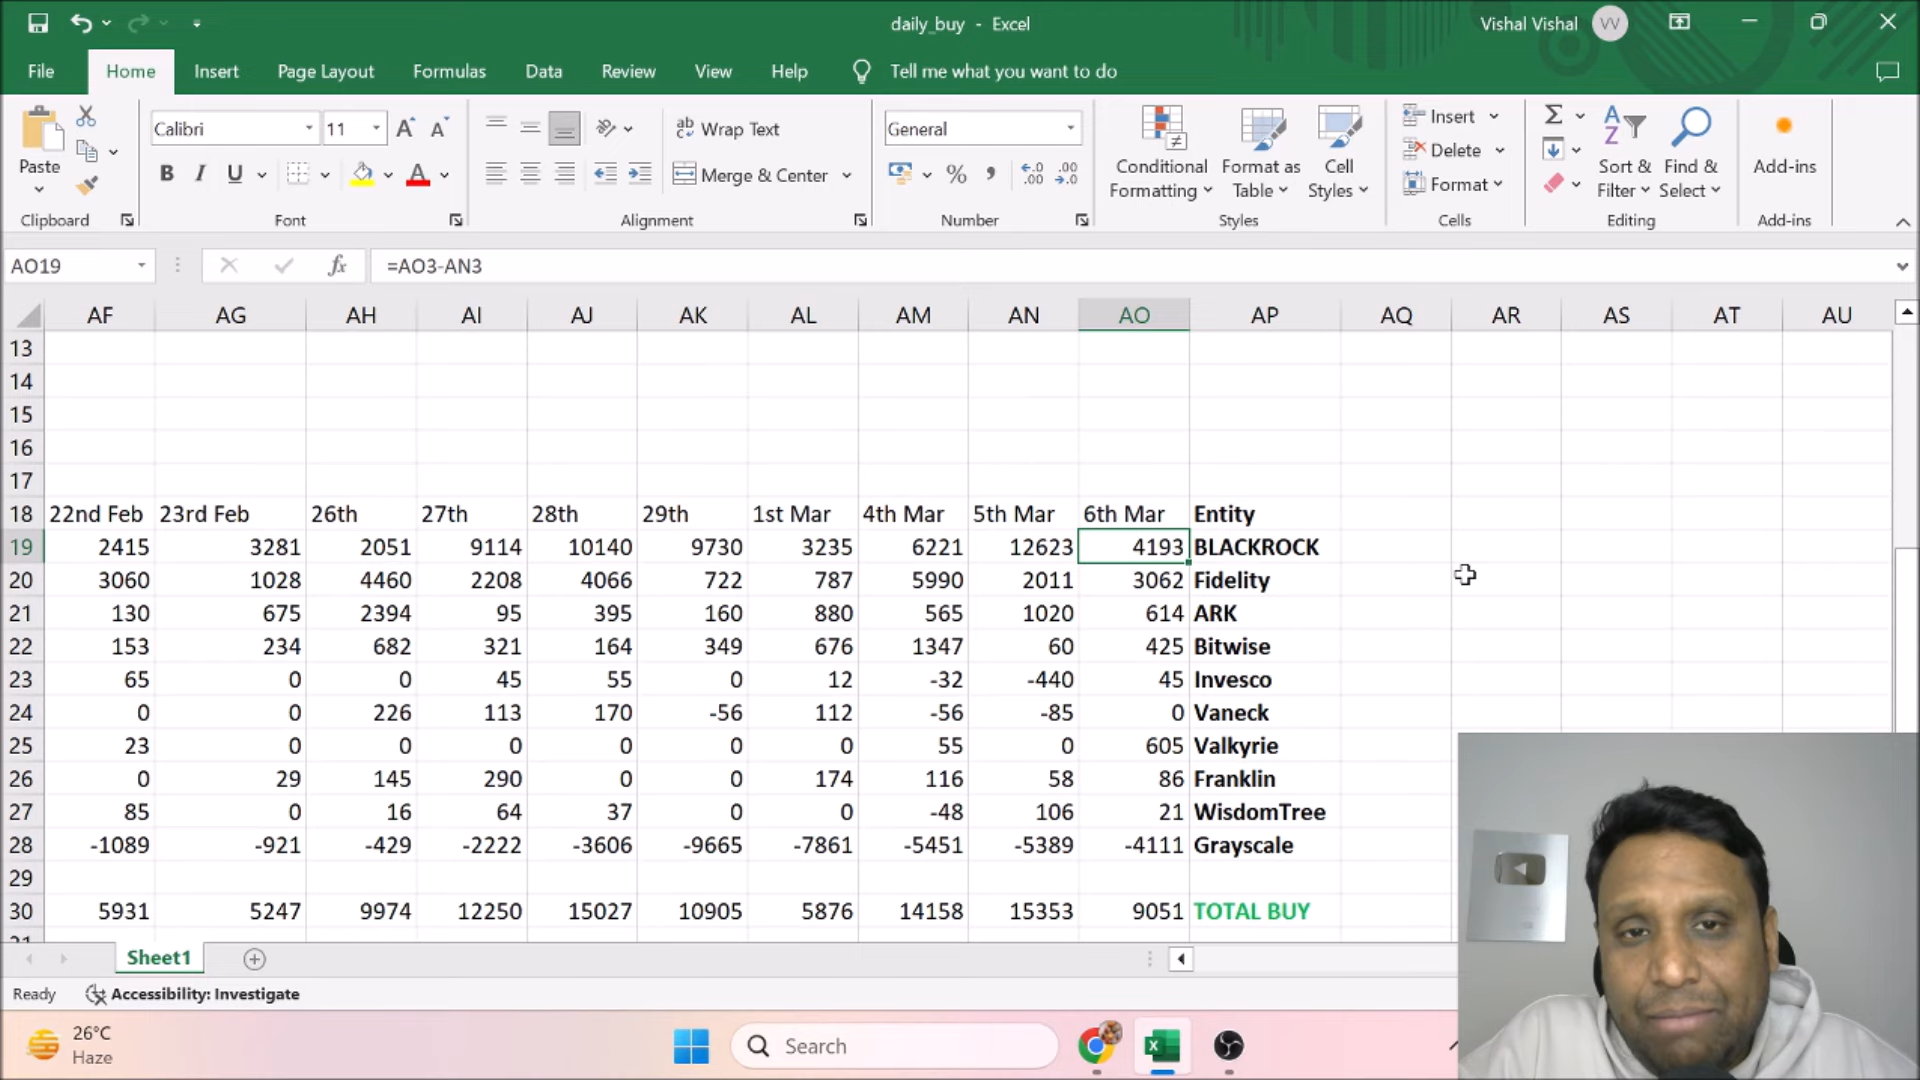 daily_buy - Excel
Vishal Vishal VV
File Home Insert Page Layout Formulas Data Review View Help Tell me what you want to do
Paste
Calibri 11
Wrap Text
Merge & Center
General
Conditional Formatting
Format as Table
Cell Styles
Insert
Delete
Format
Sort & Filter
Find & Select
Add-ins
Clipboard Font Alignment Number Styles Cells Editing Add-ins
AO19 fx =AO3-AN3
AF AG AH AI AJ AK AL AM AN AO AP AQ AR AS AT AU
13
14
15
16
17
18 22nd Feb 23rd Feb 26th 27th 28th 29th 1st Mar 4th Mar 5th Mar 6th Mar Entity
19 2415 3281 2051 9114 10140 9730 3235 6221 12623 4193 BLACKROCK
20 3060 1028 4460 2208 4066 722 787 5990 2011 3062 Fidelity
21 130 675 2394 95 395 160 880 565 1020 614 ARK
22 153 234 682 321 164 349 676 1347 60 425 Bitwise
23 65 0 0 45 55 0 12 -32 -440 45 Invesco
24 0 0 226 113 170 -56 112 -56 -85 0 Vaneck
25 23 0 0 0 0 0 0 55 0 605 Valkyrie
26 0 29 145 290 0 0 174 116 58 86 Franklin
27 85 0 16 64 37 0 0 -48 106 21 WisdomTree
28 -1089 -921 -429 -2222 -3606 -9665 -7861 -5451 -5389 -4111 Grayscale
29
30 5931 5247 9974 12250 15027 10905 5876 14158 15353 9051 TOTAL BUY
Sheet1
Ready Accessibility: Investigate
26°C
Haze
Search